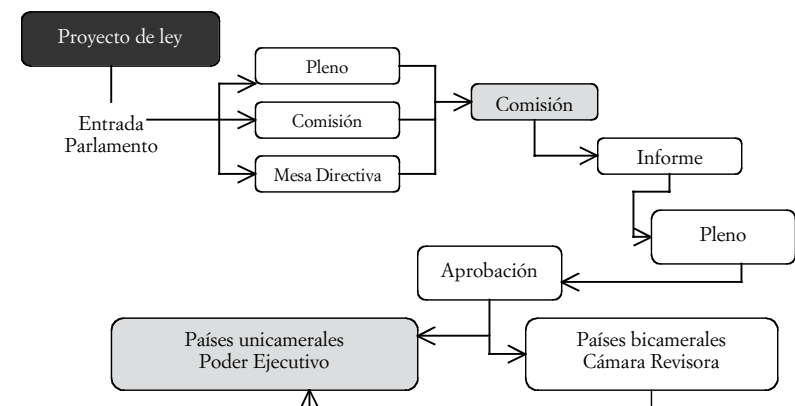 Proyecto de ley
Pleno
Comisión
Entrada
Parlamento
Comisión
Mesa Directiva
Informe
Pleno
Aprobación
Países unicamerales
Poder Ejecutivo
Países bicamerales
Cámara Revisora